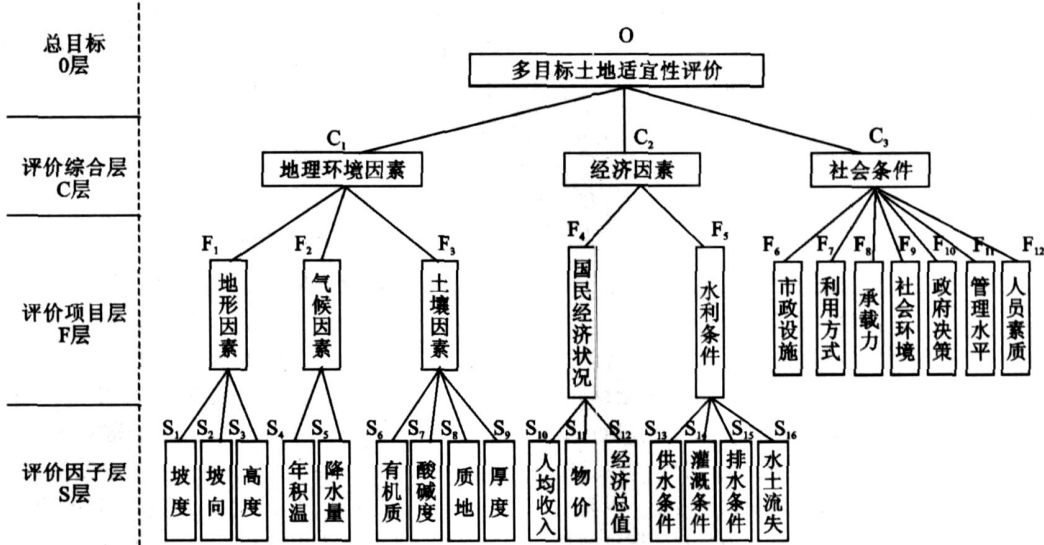 总目标
0层
O
多目标土地适宜性评价
评价综合层
C层
C₁
地理环境因素
C₂
经济因素
C₃
社会条件
评价项目层
F层
F₁
地形因素
F₂
气候因素
F₃
土壤因素
F₄
国民经济状况
F₅
水利条件
F₆
市政设施
F₇
利用方式
F₈
承载力
F₉
社会环境
F₁₀
政府决策
F₁₁
管理水平
F₁₂
人员素质
评价因子层
S层
S₁
坡度
S₂
坡向
S₃
高度
S₄
年积温
S₅
降水量
S₆
有机质
S₇
酸碱度
S₈
质地
S₉
厚度
S₁₀
人均收入
S₁₁
物价
S₁₂
经济总值
S₁₃
供水条件
S₁₄
灌溉条件
S₁₅
排水条件
S₁₆
水土流失